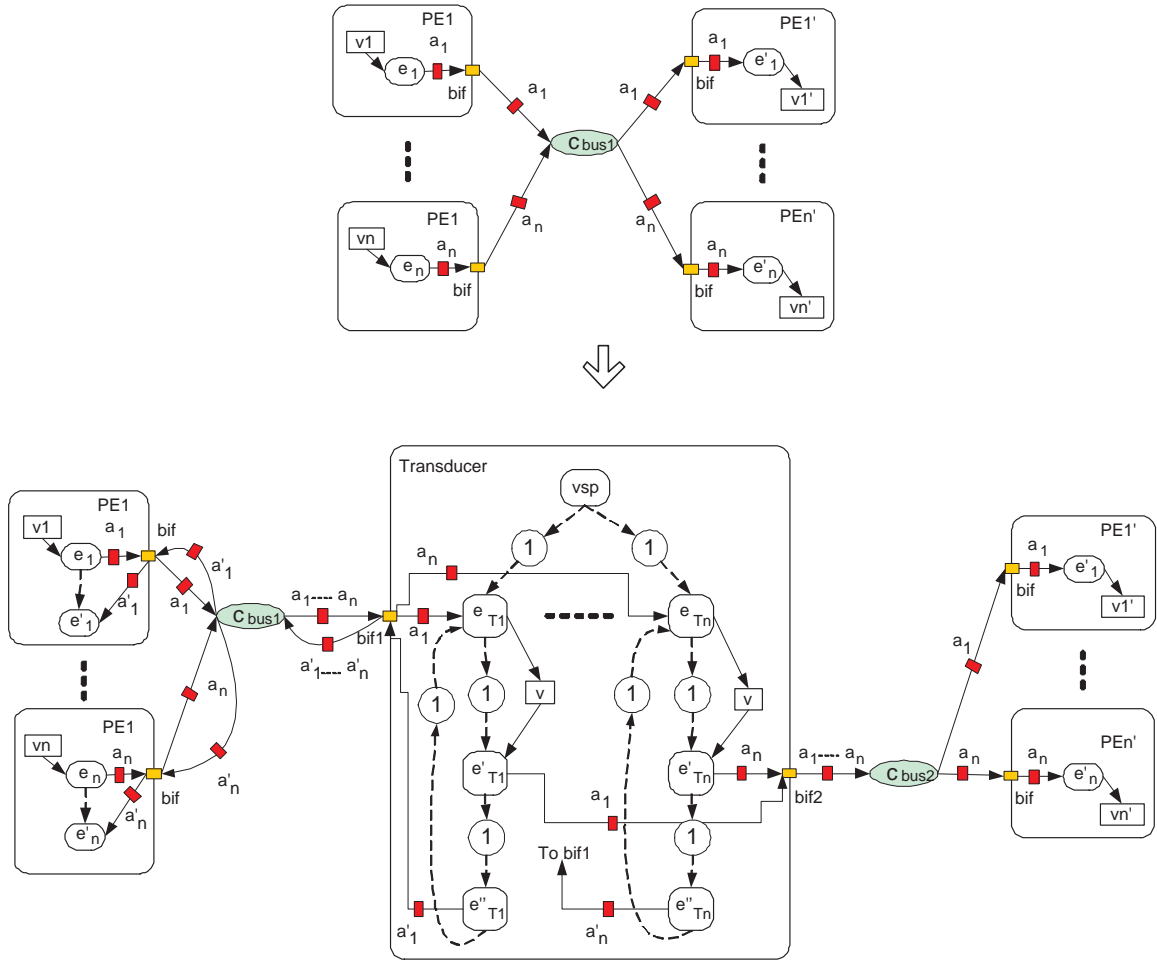 PE1
v1
a1
e1
bif
a1
PE1'
a1
e'1
bif
v1'
a1
Cbus1
PE1
vn
an
en
bif
an
PEn'
an
e'n
bif
vn'
an
Transducer
vsp
1
1
PE1
v1
a1
bif
e1
a'1
e'1
a1
a'1
Cbus1
a1---- an
a'1---- a'n
bif1
a1
an
eT1
eTn
1
1
1
1
v
v
e'T1
e'Tn
an
a1
bif2
a1---- an
Cbus2
1
1
To bif1
e''T1
e''Tn
a'1
a'n
PE1
vn
an
bif
en
a'n
e'n
an
a'n
PE1'
a1
e'1
bif
v1'
a1
PEn'
an
an
e'n
bif
vn'